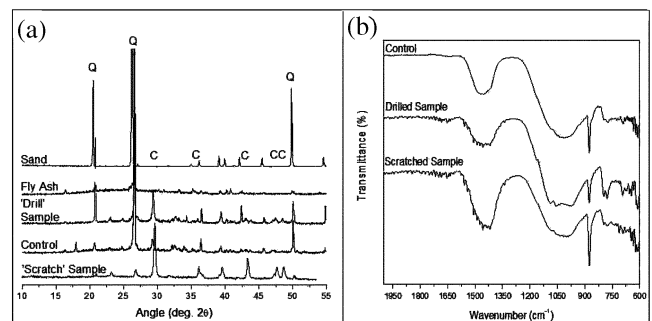 (a)
Q
Q
Q
C C C CC
Sand
Fly Ash
'Drill'
Sample
Control
'Scratch' Sample
10 15 20 25 30 35 40 45 50 55
Angle (deg. 2θ)
(b)
Control
Drilled Sample
Scratched Sample
Transmittance (%)
1950 1800 1650 1500 1350 1200 1050 900 750 600
Wavenumber (cm⁻¹)